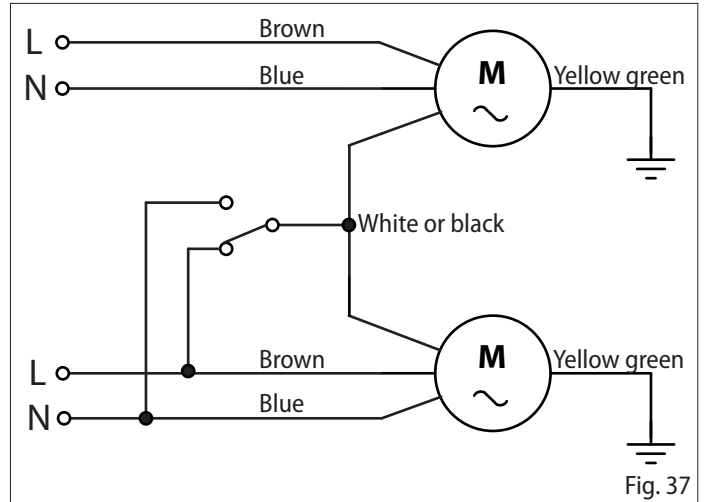 L Brown
N Blue
M
Yellow green
White or black
L Brown
N Blue
M
Yellow green
Fig. 37